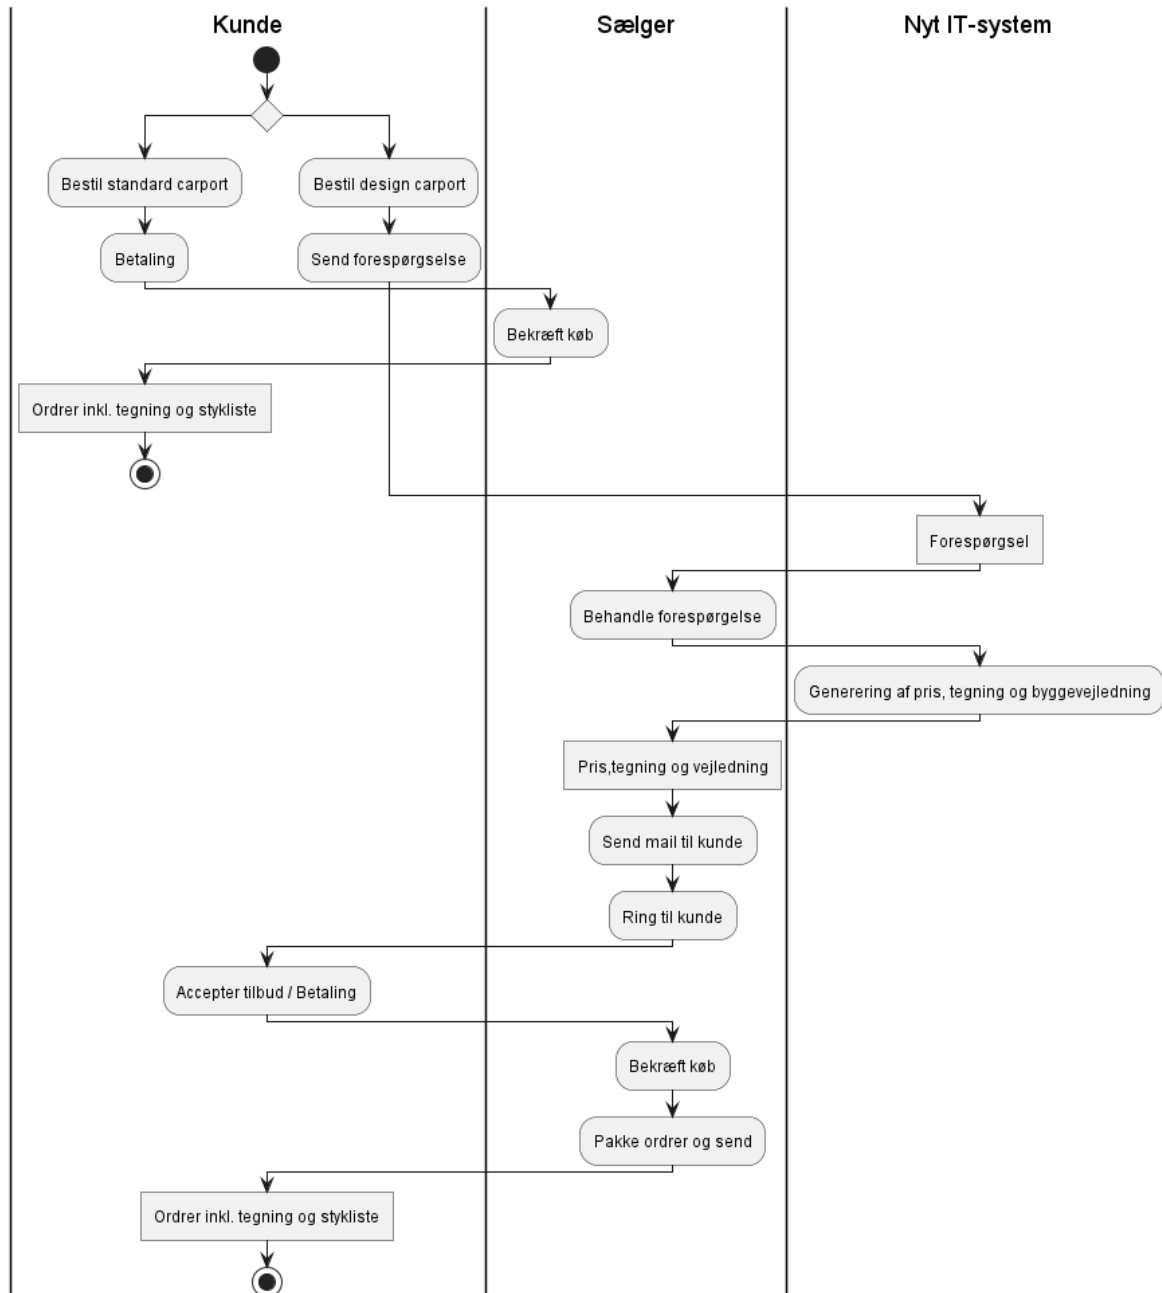 Kunde
Sælger
Nyt IT-system
Bestil standard carport
Bestil design carport
Betaling
Send forespørgselse
Bekræft køb
Ordrer inkl. tegning og stykliste
Forespørgsel
Behandle forespørgelse
Generering af pris, tegning og byggevejledning
Pris,tegning og vejledning
Send mail til kunde
Ring til kunde
Accepter tilbud / Betaling
Bekræft køb
Pakke ordrer og send
Ordrer inkl. tegning og stykliste